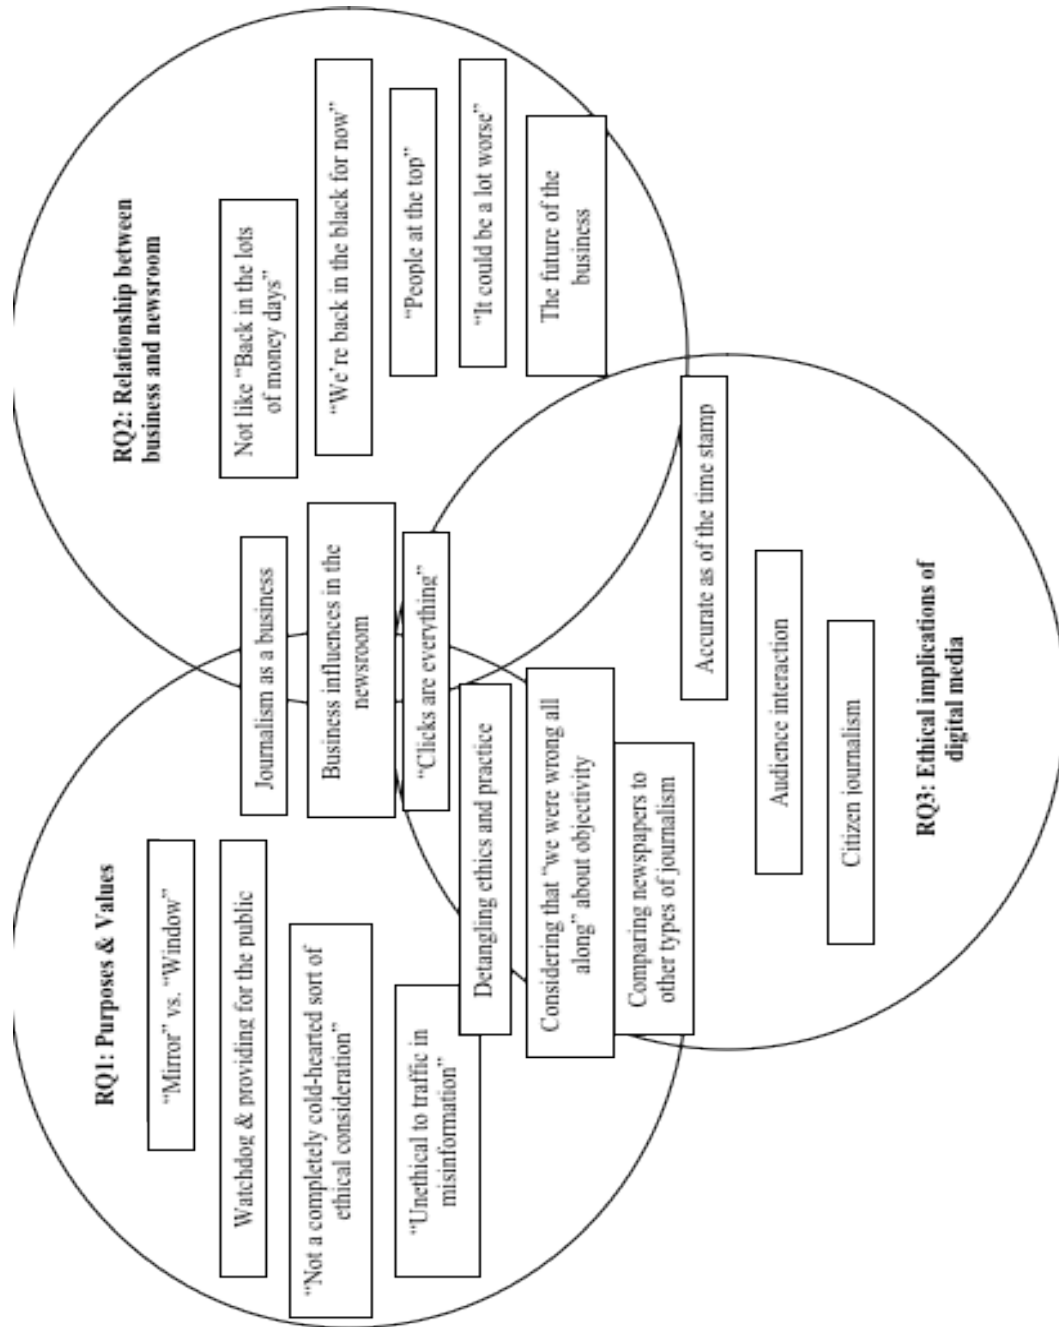 RQ1: Purposes & Values
“Mirror” vs. “Window”
Watchdog & providing for the public
“Not a completely cold-hearted sort of
ethical consideration”
“Unethical to traffic in
misinformation”
Journalism as a business
Business influences in the
newsroom
“Clicks are everything”
RQ2: Relationship between
business and newsroom
Not like “Back in the lots
of money days”
“We’re back in the black for now”
“People at the top”
“It could be a lot worse”
The future of the
business
Detangling ethics and practice
Considering that “we were wrong all
along” about objectivity
Comparing newspapers to
other types of journalism
Accurate as of the time stamp
Audience interaction
Citizen journalism
RQ3: Ethical implications of
digital media